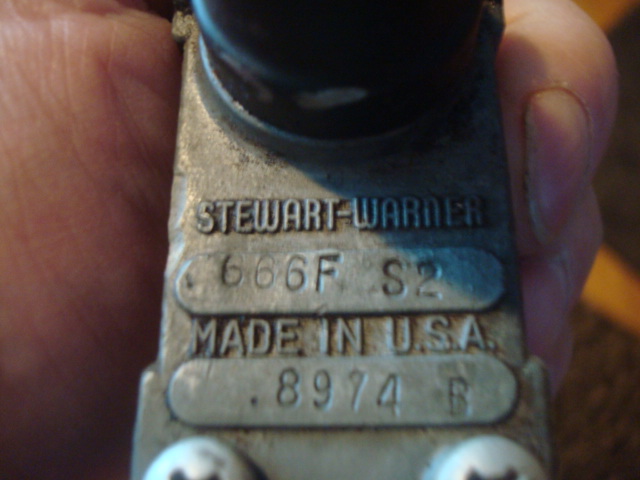 STEWART-WARNER
666F S2
MADE IN U.S.A.
.8974 R